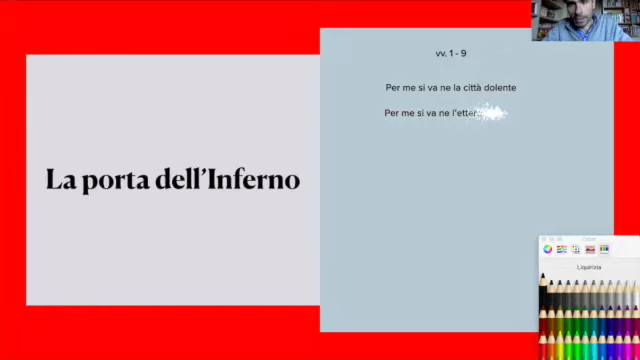 La porta dell'Inferno
vv. 1 - 9
Per me si va ne la città dolente
Per me si va ne l'etter
Liquirizia